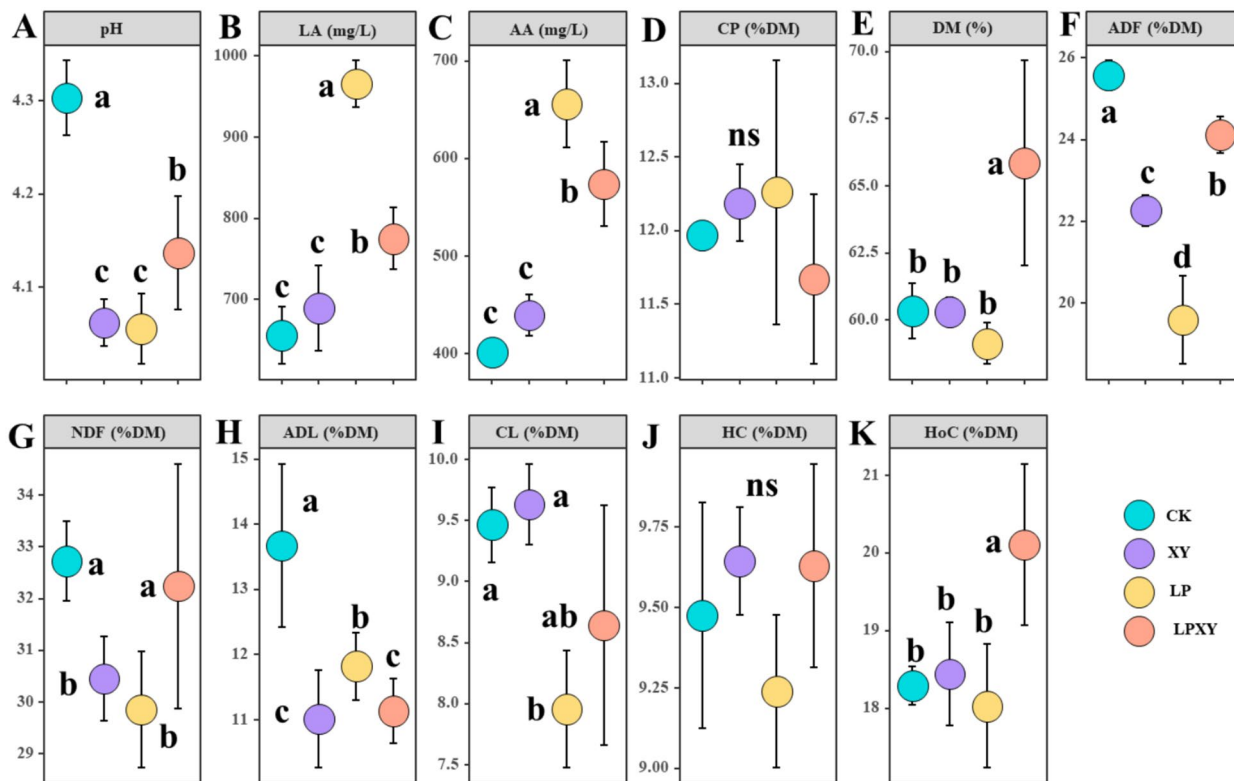 A
pH
4.3
4.2
4.1
a
c
c
b
B
LA (mg/L)
1000
900
800
700
c
c
a
b
C
AA (mg/L)
700
600
500
400
c
c
a
b
D
CP (%DM)
13.0
12.5
12.0
11.5
11.0
ns
E
DM (%)
70.0
67.5
65.0
62.5
60.0
b
b
b
a
F
ADF (%DM)
26
24
22
20
a
c
d
b
G
NDF (%DM)
34
33
32
31
30
29
a
b
b
a
H
ADL (%DM)
15
14
13
12
11
a
c
b
c
I
CL (%DM)
10.0
9.5
9.0
8.5
8.0
7.5
a
a
b
ab
J
HC (%DM)
9.75
9.50
9.25
9.00
ns
K
HoC (%DM)
21
20
19
18
b
b
b
a
CK
XY
LP
LPXY